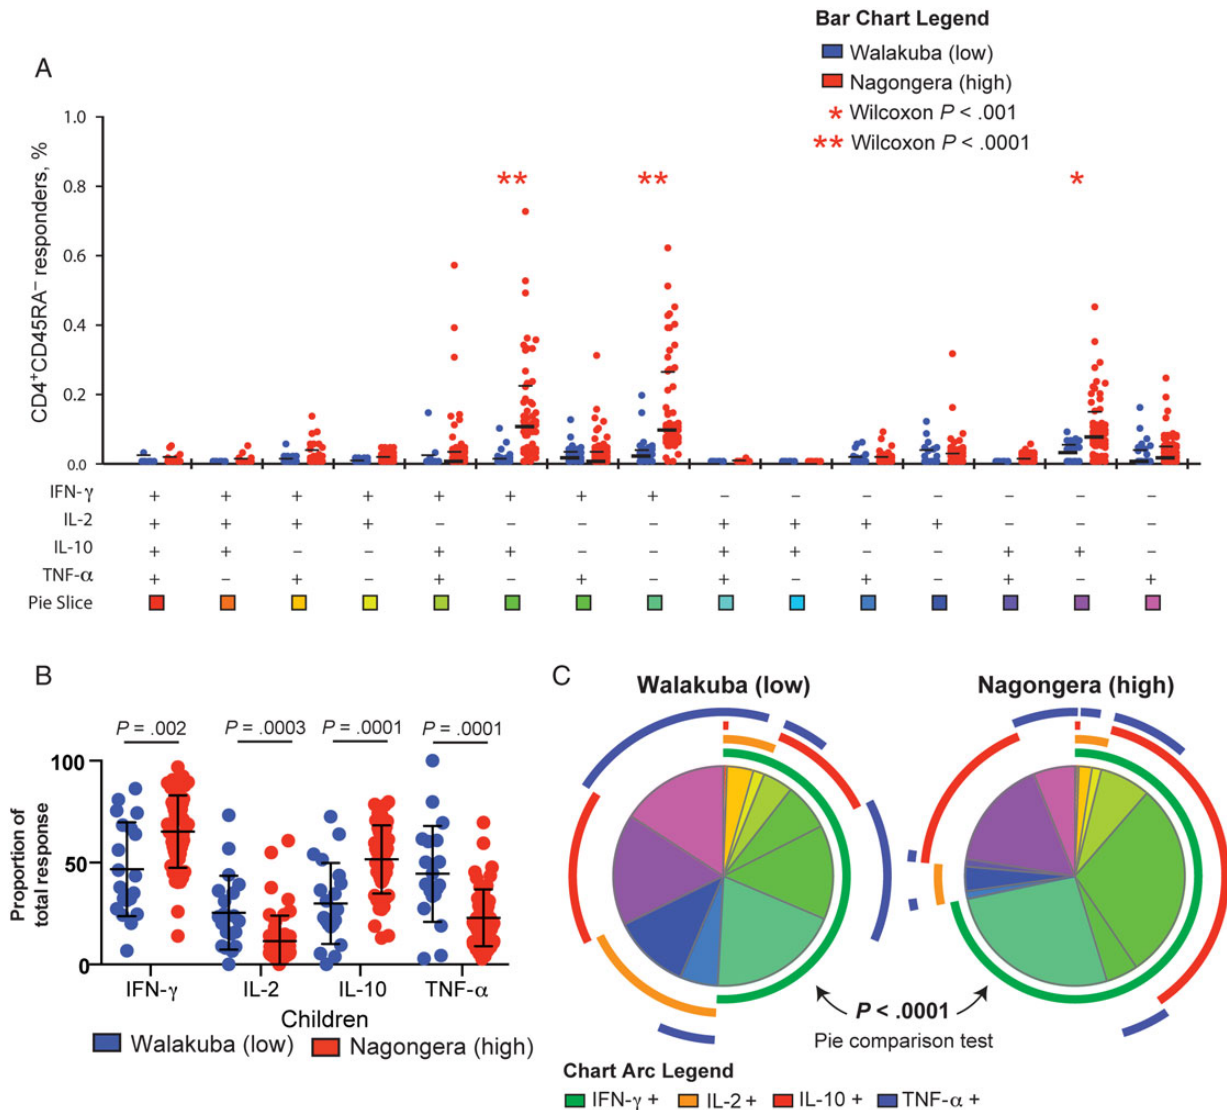 Bar Chart Legend
Walakuba (low)
Nagongera (high)
* Wilcoxon P < .001
** Wilcoxon P < .0001
A
CD4+CD45RA− responders, %
1.0
0.8
0.6
0.4
0.2
0.0
** ** *
IFN-γ + + + + + + + + − − − − − − −
IL-2 + + + + − − − − + + + + − − −
IL-10 + + − − + + − − + + − − + + −
TNF-α + − + − + − + − + − + − + − +
Pie Slice
B
P = .002 P = .0003 P = .0001 P = .0001
Proportion of
total response
100
50
0
IFN-γ IL-2 IL-10 TNF-α
Children
Walakuba (low) Nagongera (high)
C
Walakuba (low) Nagongera (high)
P < .0001
Pie comparison test
Chart Arc Legend
IFN-γ + IL-2 + IL-10 + TNF-α +